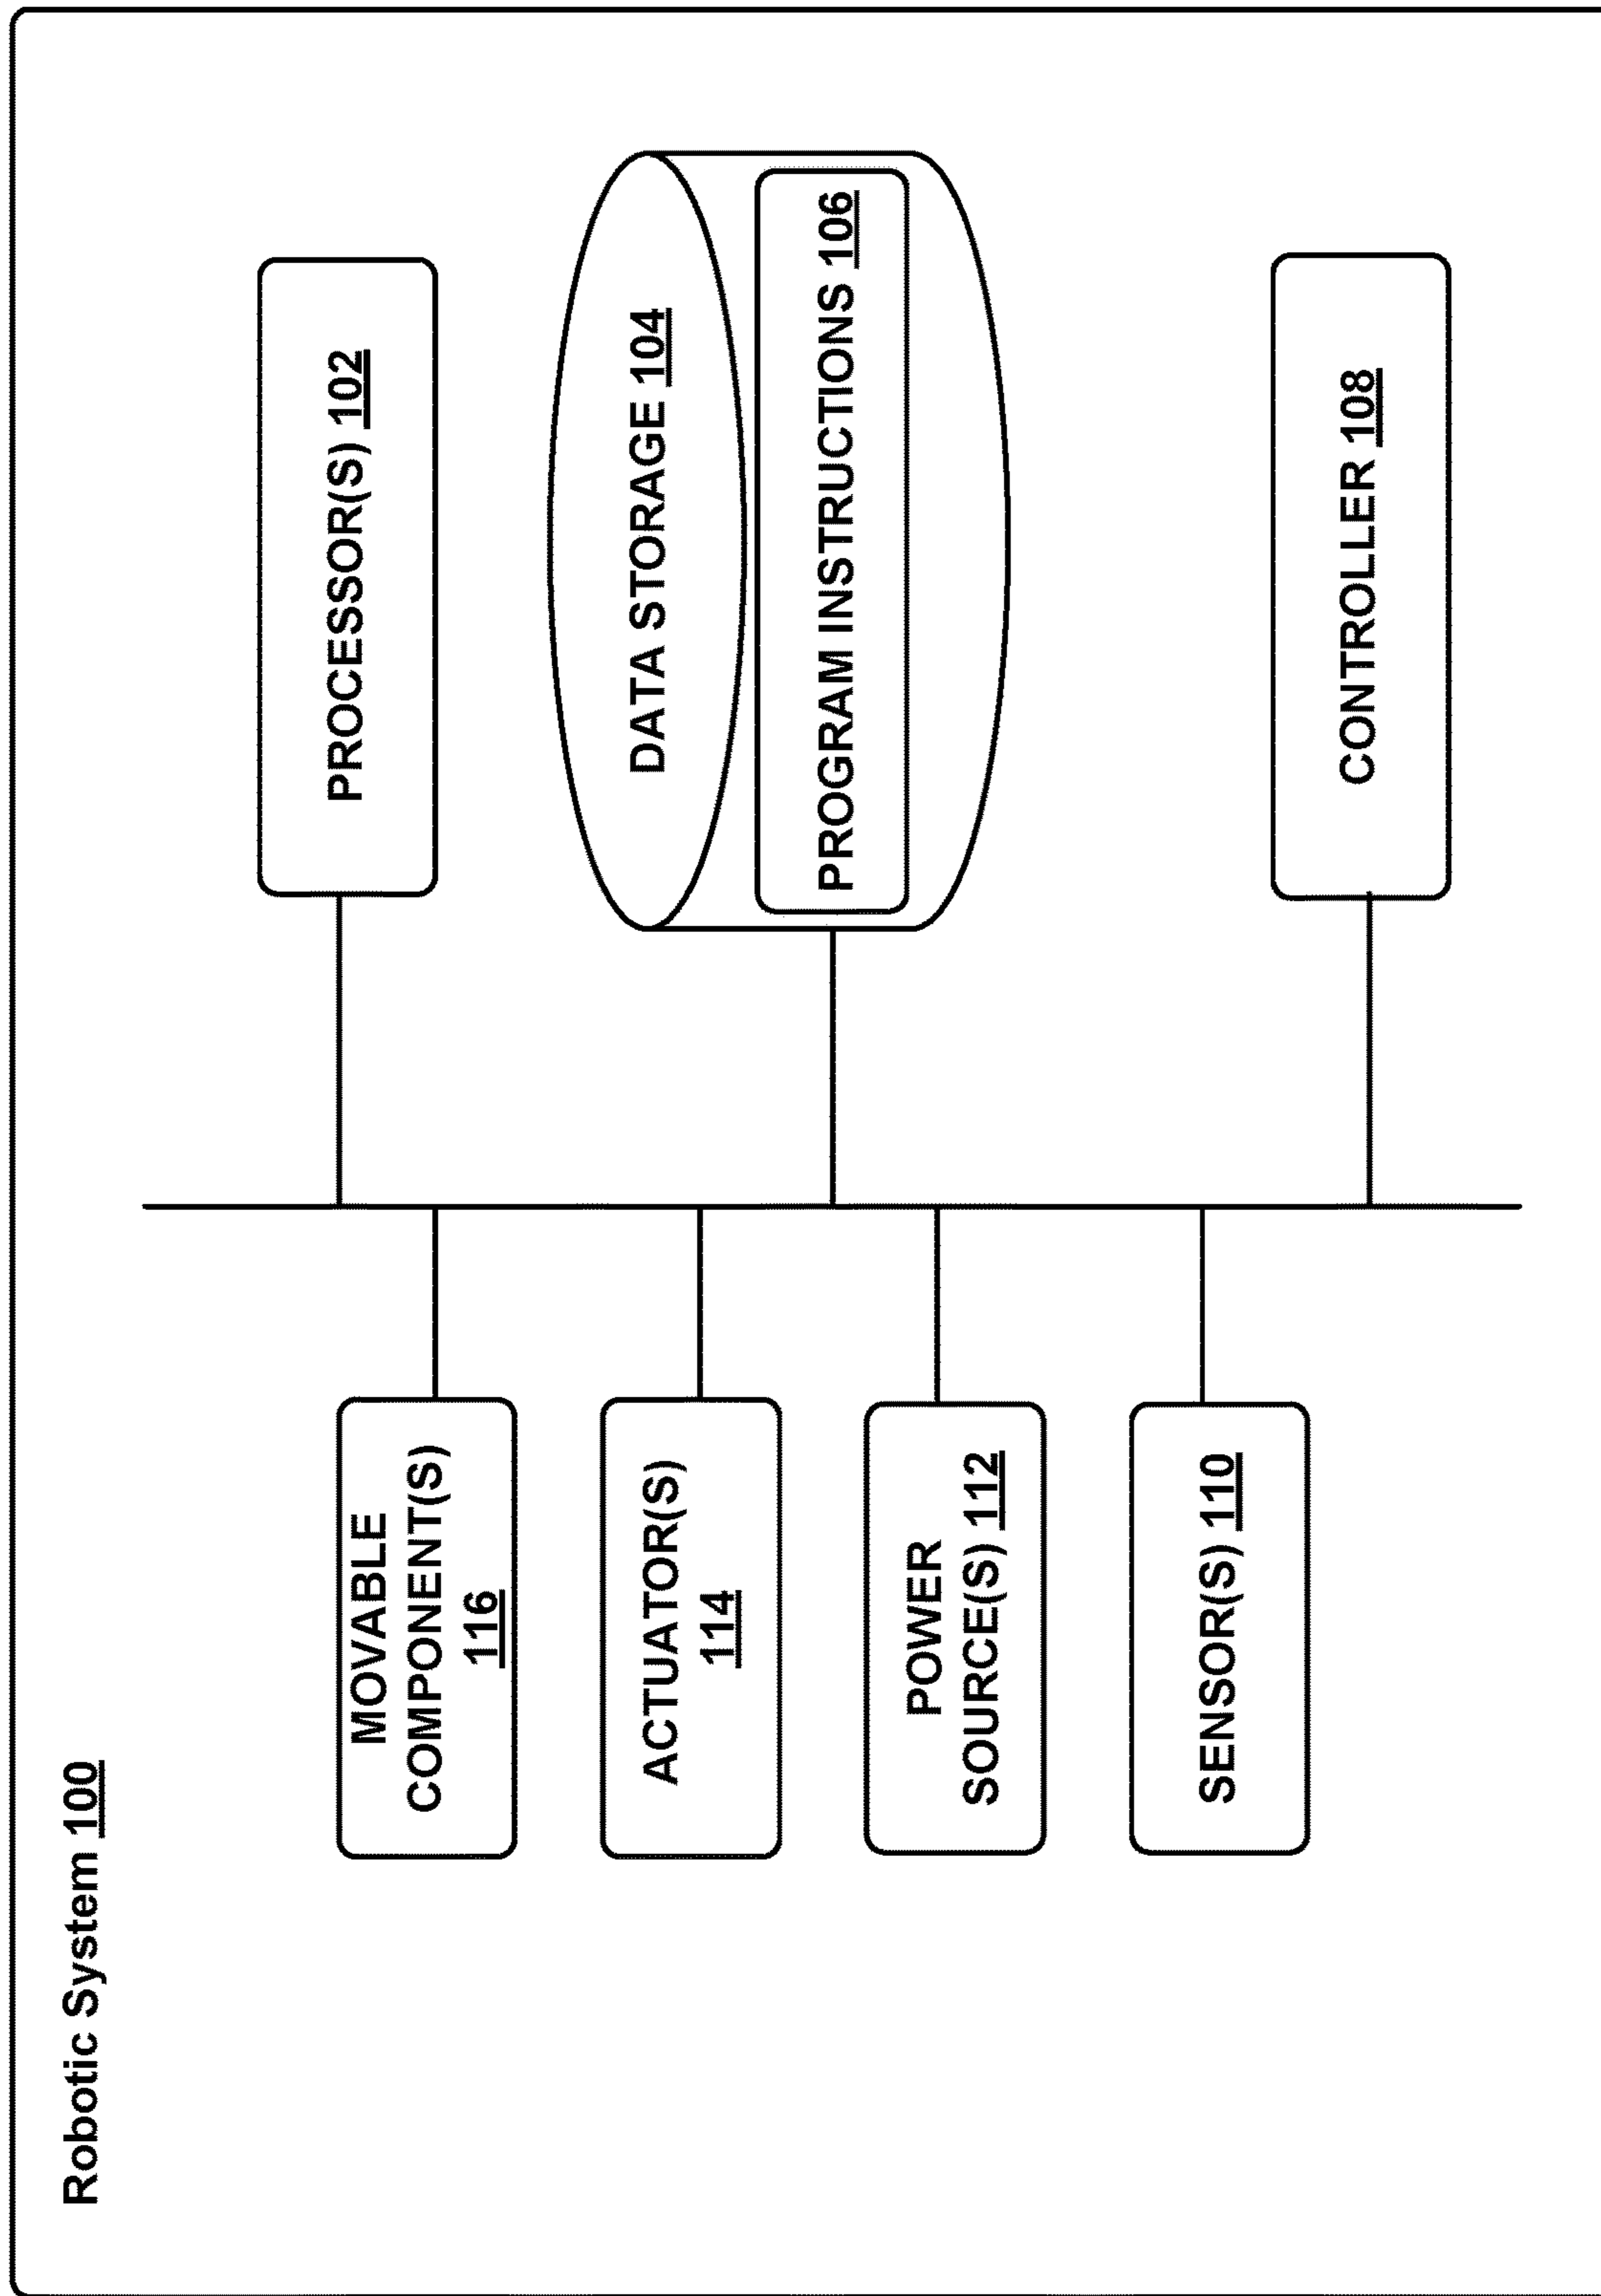 Robotic System 100
MOVABLE
COMPONENT(S)
116
ACTUATOR(S)
114
POWER
SOURCE(S) 112
SENSOR(S) 110
PROCESSOR(S) 102
DATA STORAGE 104
PROGRAM INSTRUCTIONS 106
CONTROLLER 108